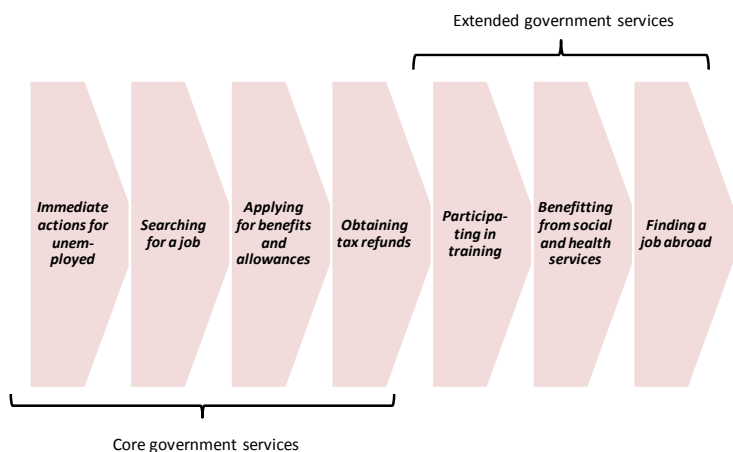 Extended government services
Immediate
actions for
unem-
ployed
Searching
for a job
Applying
for benefits
and
allowances
Obtaining
tax refunds
Participa-
ting in
training
Benefitting
from social
and health
services
Finding a
job abroad
Core government services